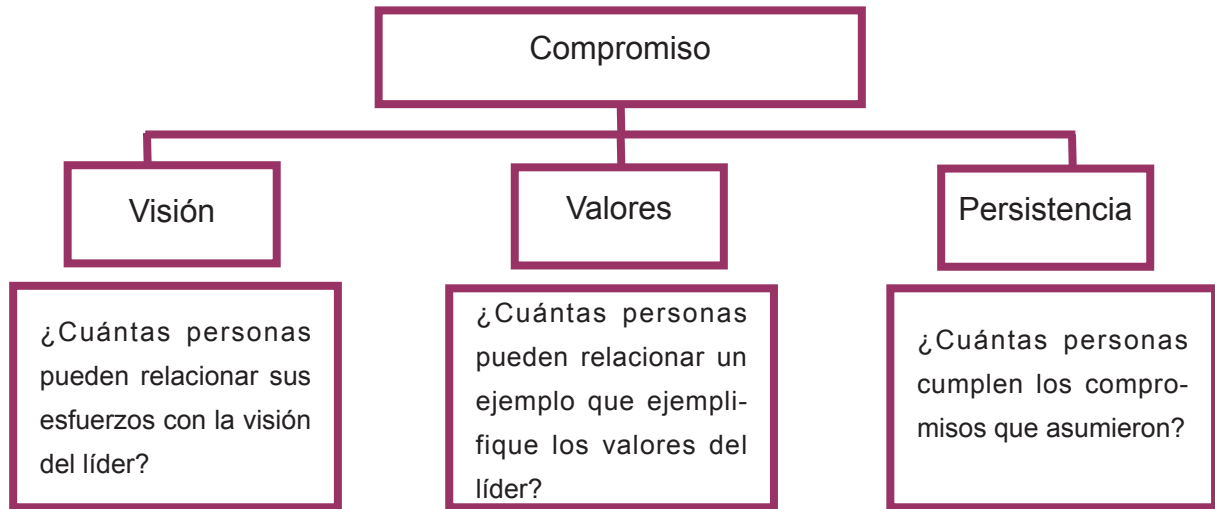 Compromiso
Visión
Valores
Persistencia
¿Cuántas personas
pueden relacionar sus
esfuerzos con la visión
del líder?
¿Cuántas personas
pueden relacionar un
ejemplo que ejempli-
fique los valores del
líder?
¿Cuántas personas
cumplen los compro-
misos que asumieron?